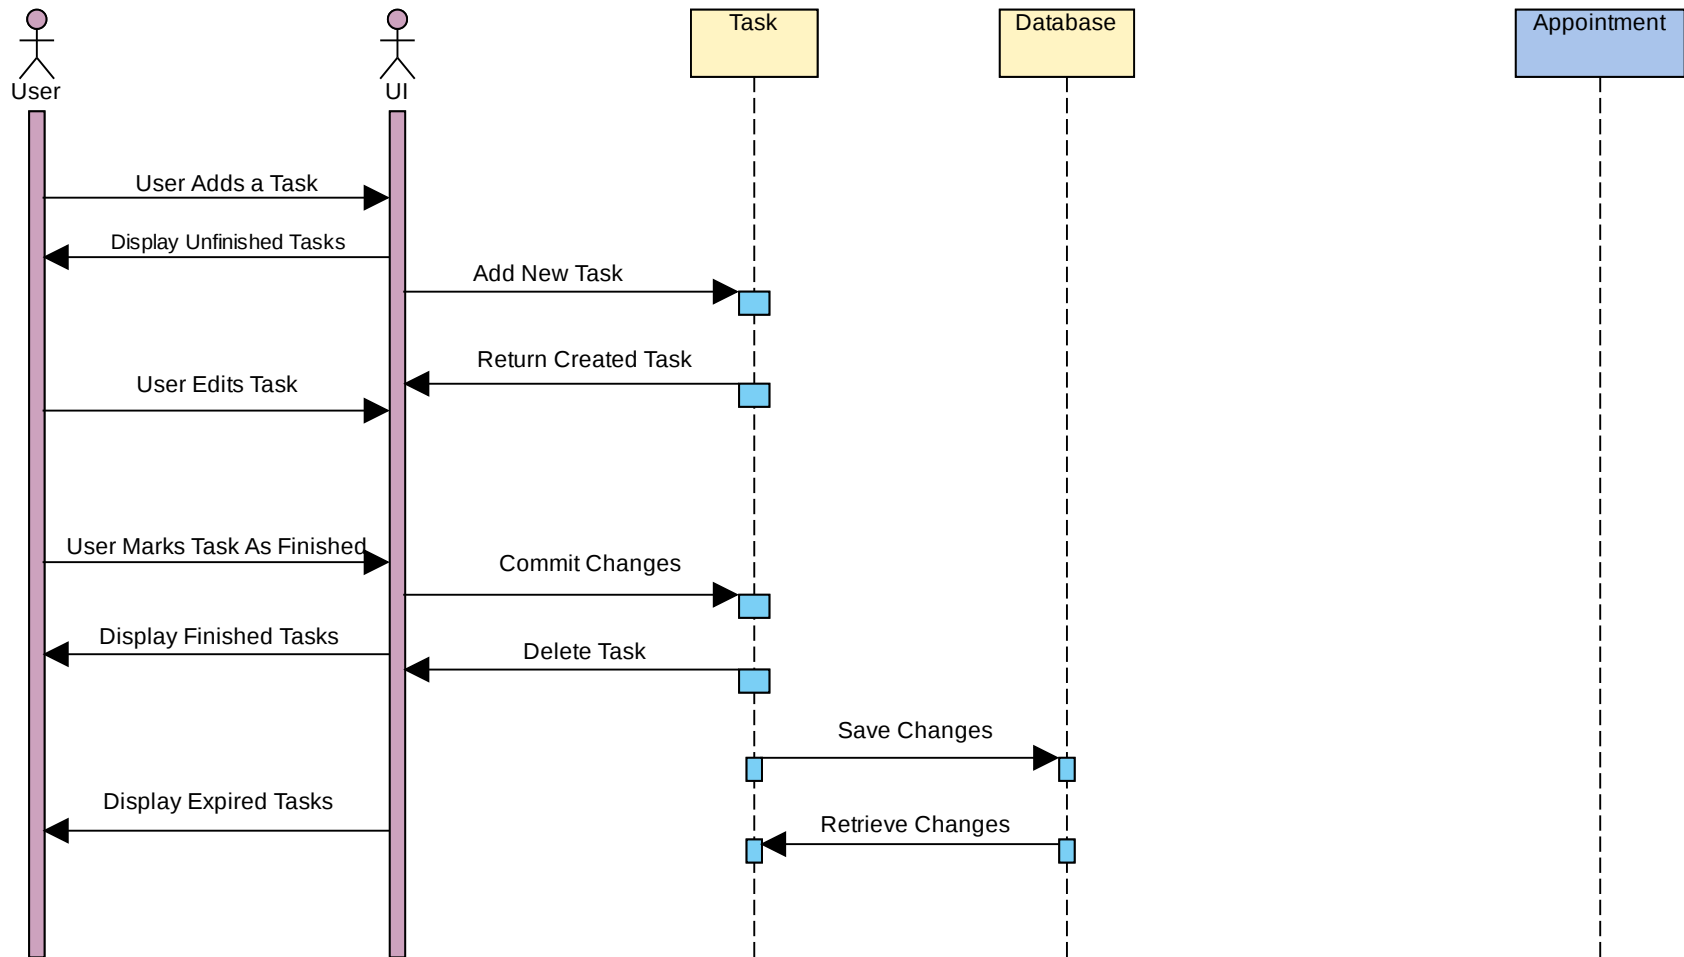 Task
Database
Appointment
User
UI
User Adds a Task
Display Unfinished Tasks
Add New Task
Return Created Task
User Edits Task
User Marks Task As Finished
Commit Changes
Display Finished Tasks
Delete Task
Save Changes
Display Expired Tasks
Retrieve Changes